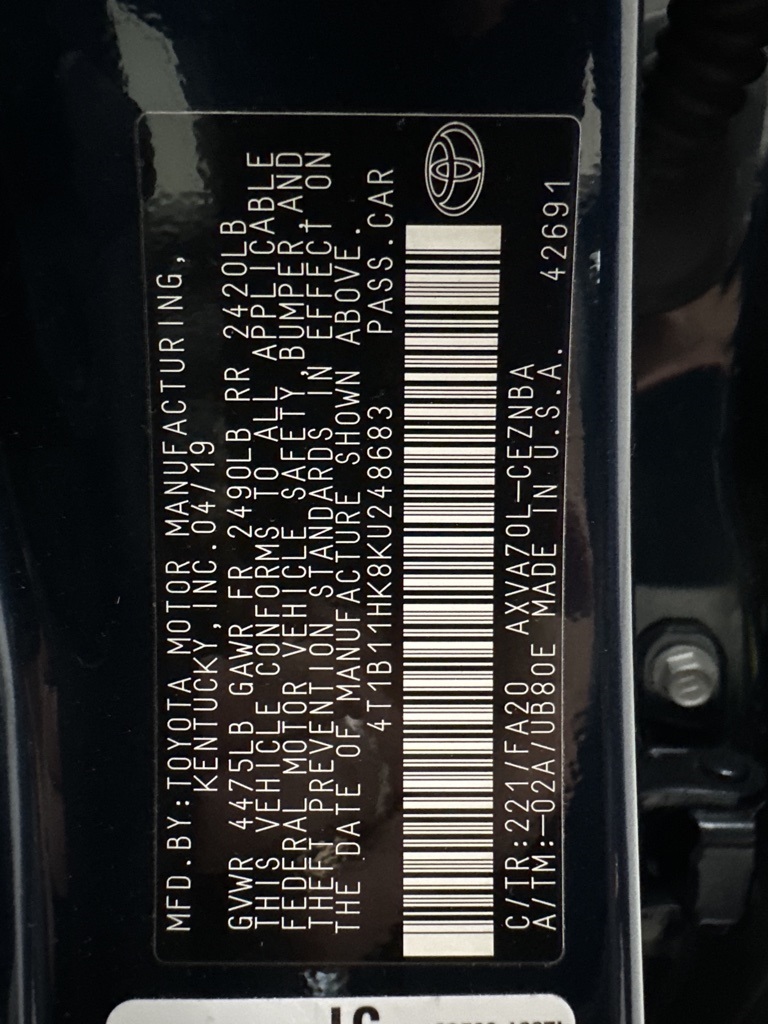 MFD.BY:TOYOTA MOTOR MANUFACTURING,
KENTUCKY,INC.04/19
GVWR 4475LB GAWR FR 2490LB RR 2420LB
THIS VEHICLE CONFORMS TO ALL APPLICABLE
FEDERAL MOTOR VEHICLE SAFETY,BUMPER,AND
THEFT PREVENTION STANDARDS IN EFFECT ON
THE DATE OF MANUFACTURE SHOWN ABOVE.
4T1B11HK8KU248683 PASS.CAR
C/TR:221/FA20 AXVA70L-CEZNBA
A/TM:-02A/UB80E MADE IN U.S.A. 42691